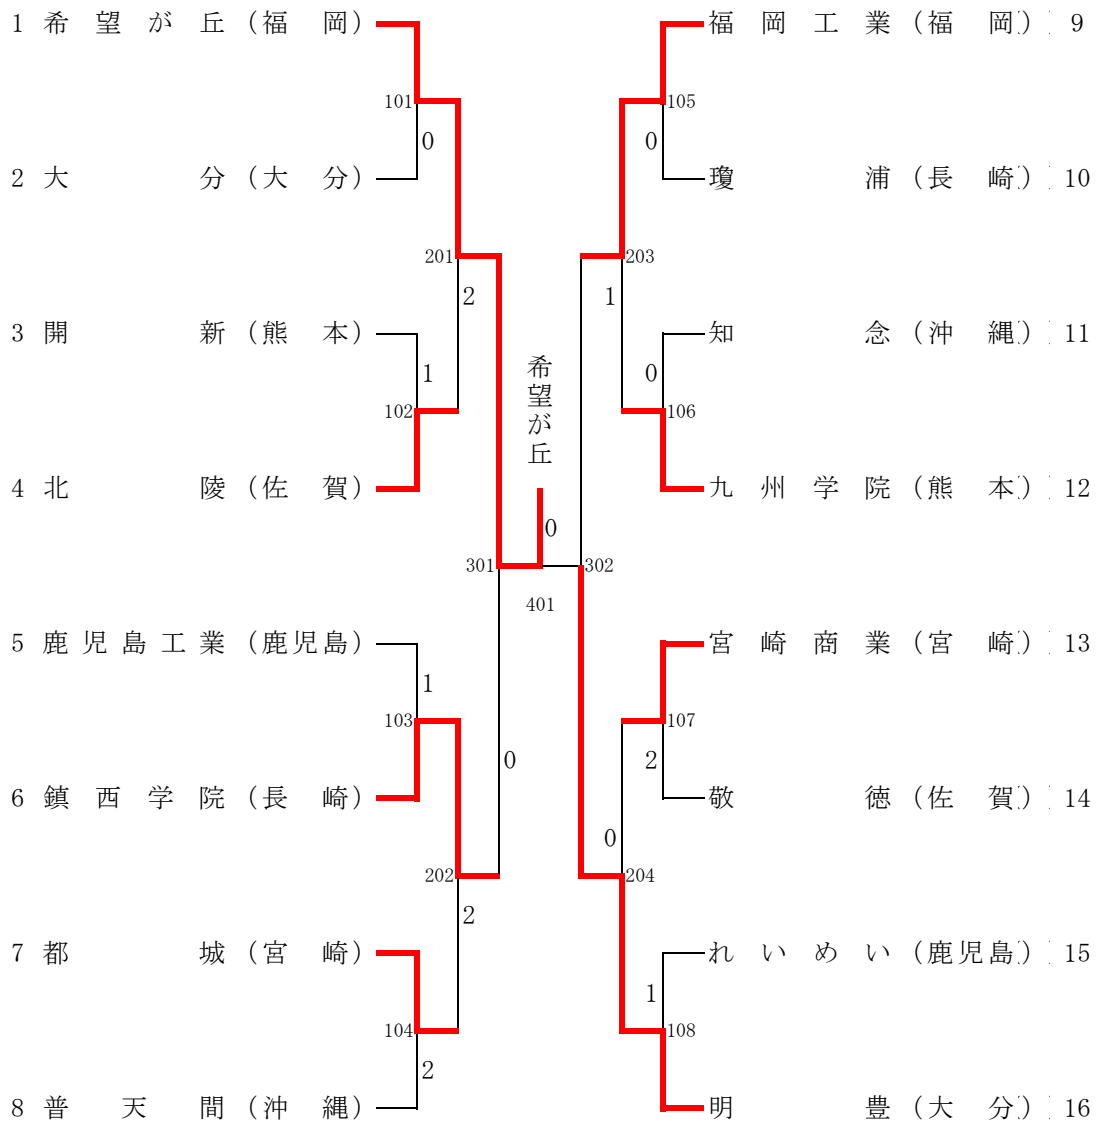 1 希望が丘（福岡）
101
0
2 大分（大分）
201
2
3 開新（熊本）
1
102
4 北陵（佐賀）
301
5 鹿児島工業（鹿児島）
1
103
0
6 鎮西学院（長崎）
202
2
7 都城（宮崎）
104
2
8 普天間（沖縄）
希望が丘
0
401
福岡工業（福岡） 9
105
0
瓊浦（長崎） 10
203
1
知念（沖縄） 11
0
106
九州学院（熊本） 12
302
宮崎商業（宮崎） 13
107
2
敬徳（佐賀） 14
0
204
れいめい（鹿児島） 15
1
108
明豊（大分） 16